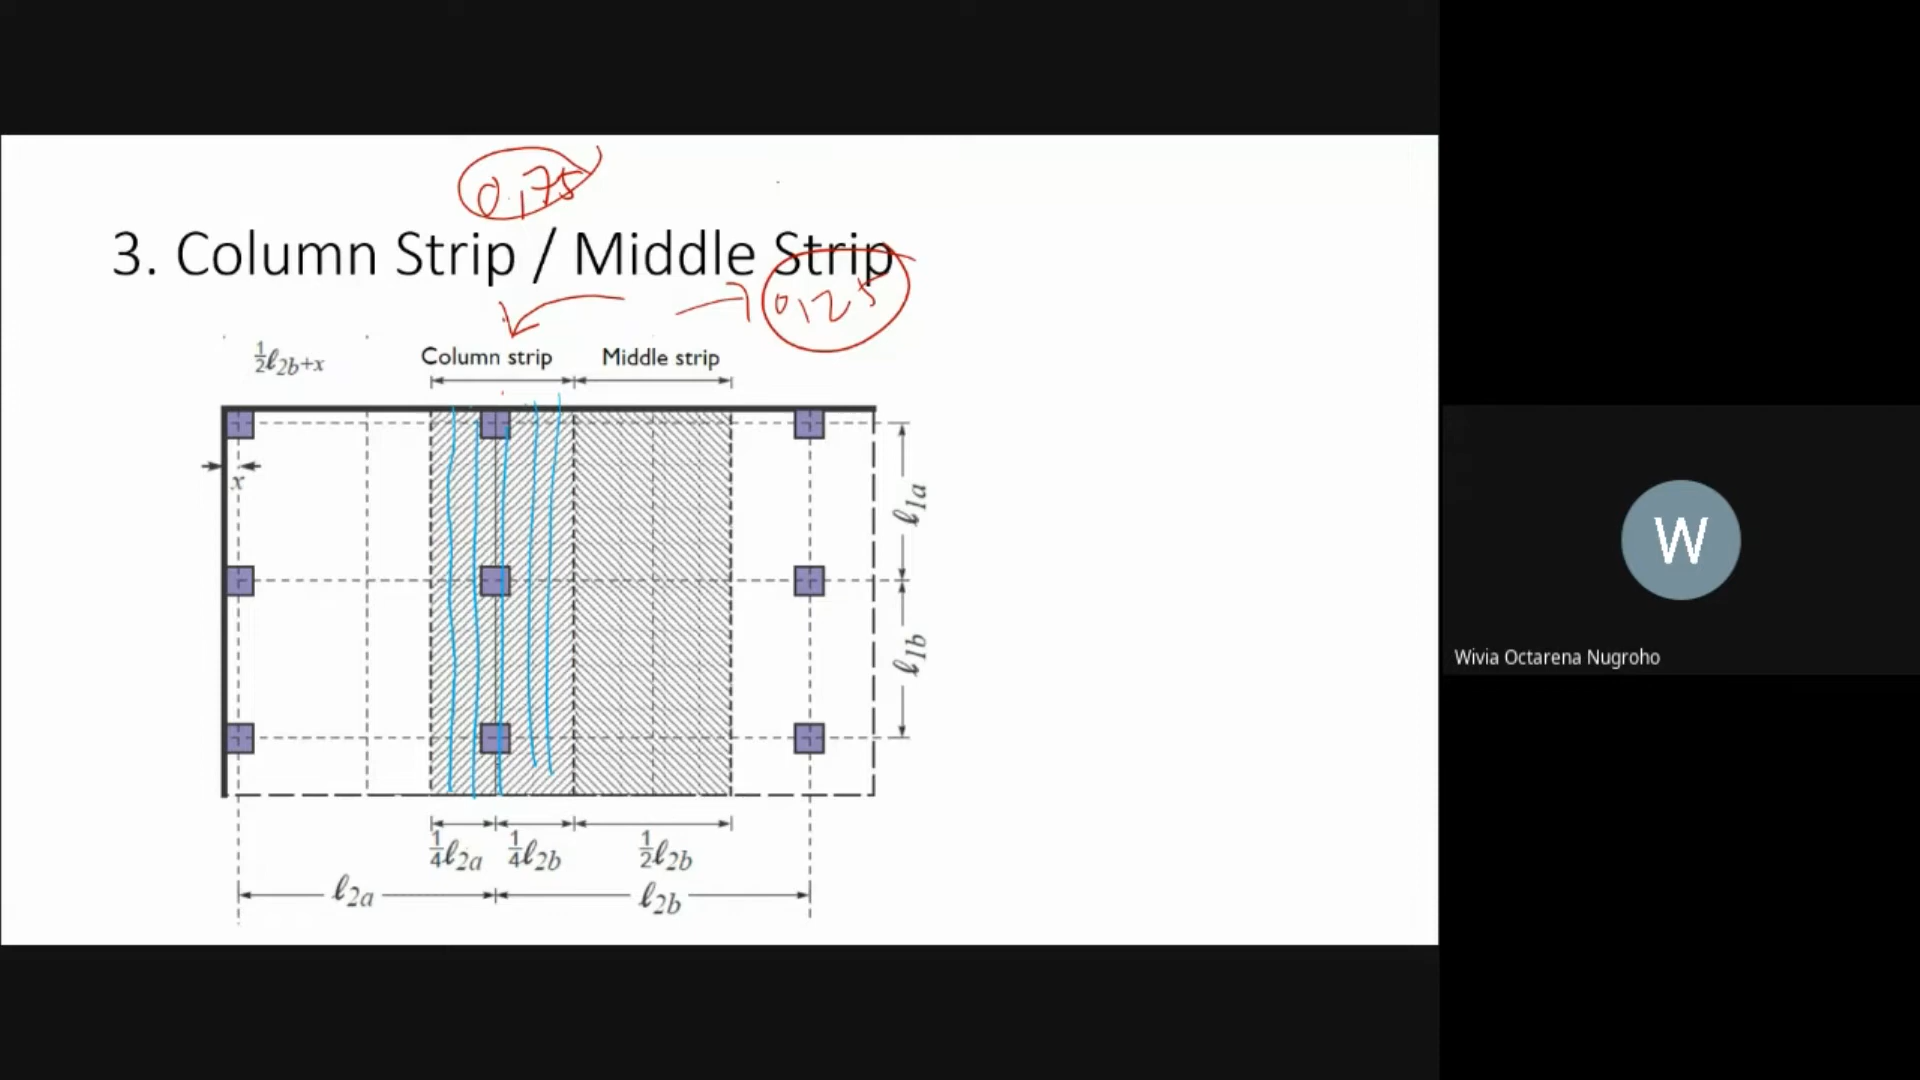 0,75
3. Column Strip / Middle Strip
0,25
½ℓ2b+x
Column strip
Middle strip
x
ℓ1a
ℓ1b
¼ℓ2a
¼ℓ2b
½ℓ2b
ℓ2a
ℓ2b
W
Wivia Octarena Nugroho